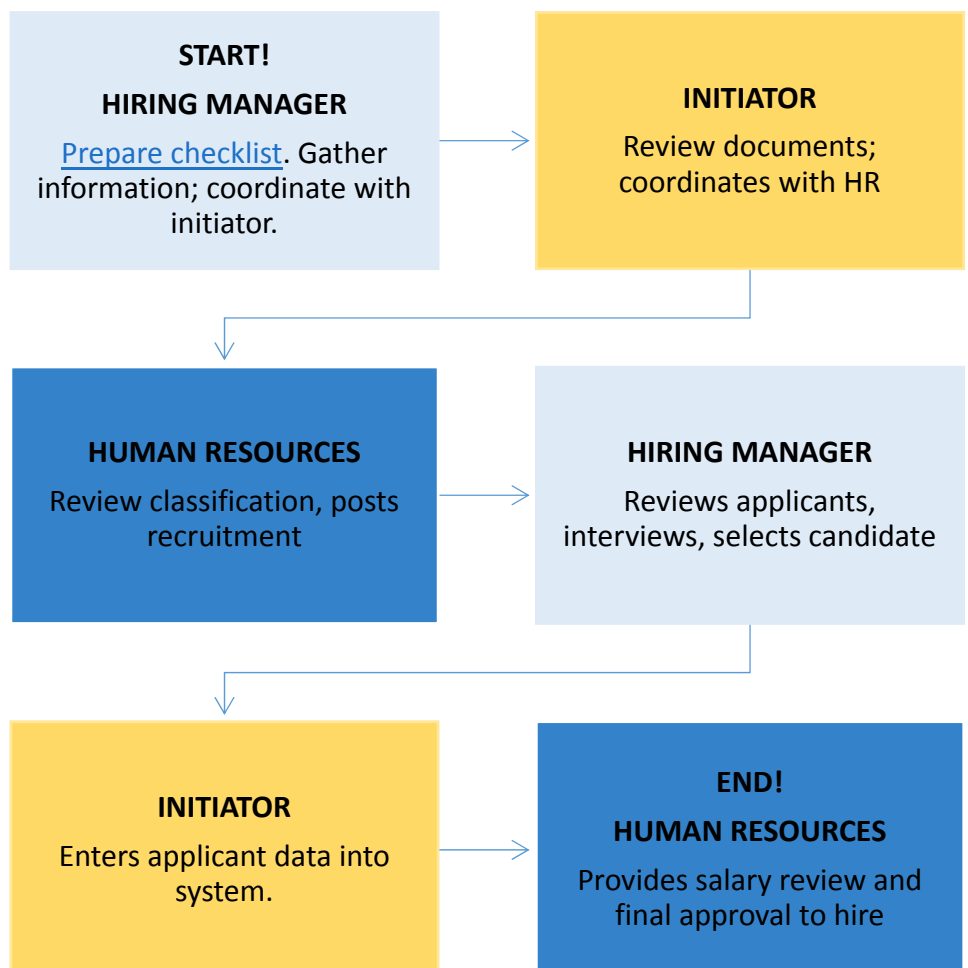 START!
HIRING MANAGER
Prepare checklist. Gather
information; coordinate with
initiator.
INITIATOR
Review documents;
coordinates with HR
HUMAN RESOURCES
Review classification, posts
recruitment
HIRING MANAGER
Reviews applicants,
interviews, selects candidate
INITIATOR
Enters applicant data into
system.
END!
HUMAN RESOURCES
Provides salary review and
final approval to hire